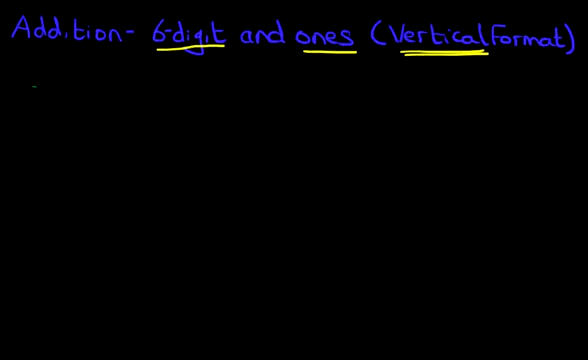 Addition- 6-digit and ones (Vertical Format)